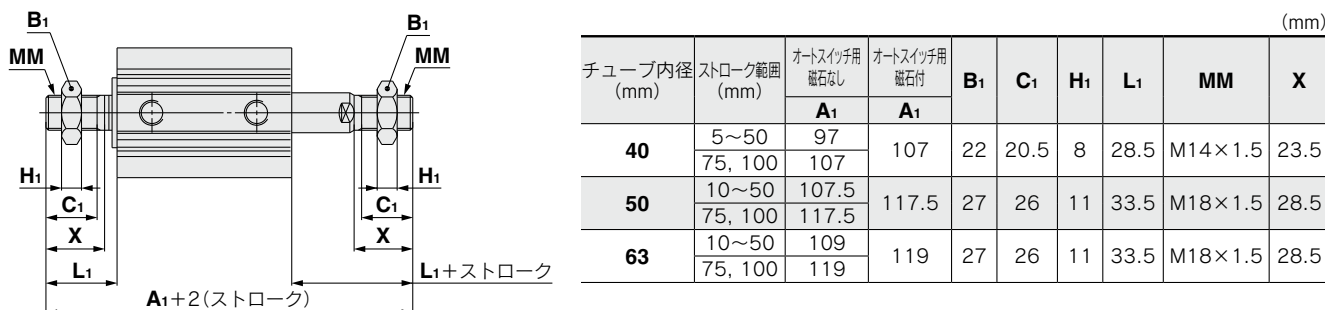 B1 B1
MM MM
H1 H1
C1 C1
X X
L1 L1+ストローク
A1+2(ストローク)
(mm)
チューブ内径 (mm) ストローク範囲 (mm) オートスイッチ用 磁石なし オートスイッチ用 磁石付 B1 C1 H1 L1 MM X
A1 A1
40 5~50 97 107 22 20.5 8 28.5 M14×1.5 23.5
75, 100 107
50 10~50 107.5 117.5 27 26 11 33.5 M18×1.5 28.5
75, 100 117.5
63 10~50 109 119 27 26 11 33.5 M18×1.5 28.5
75, 100 119